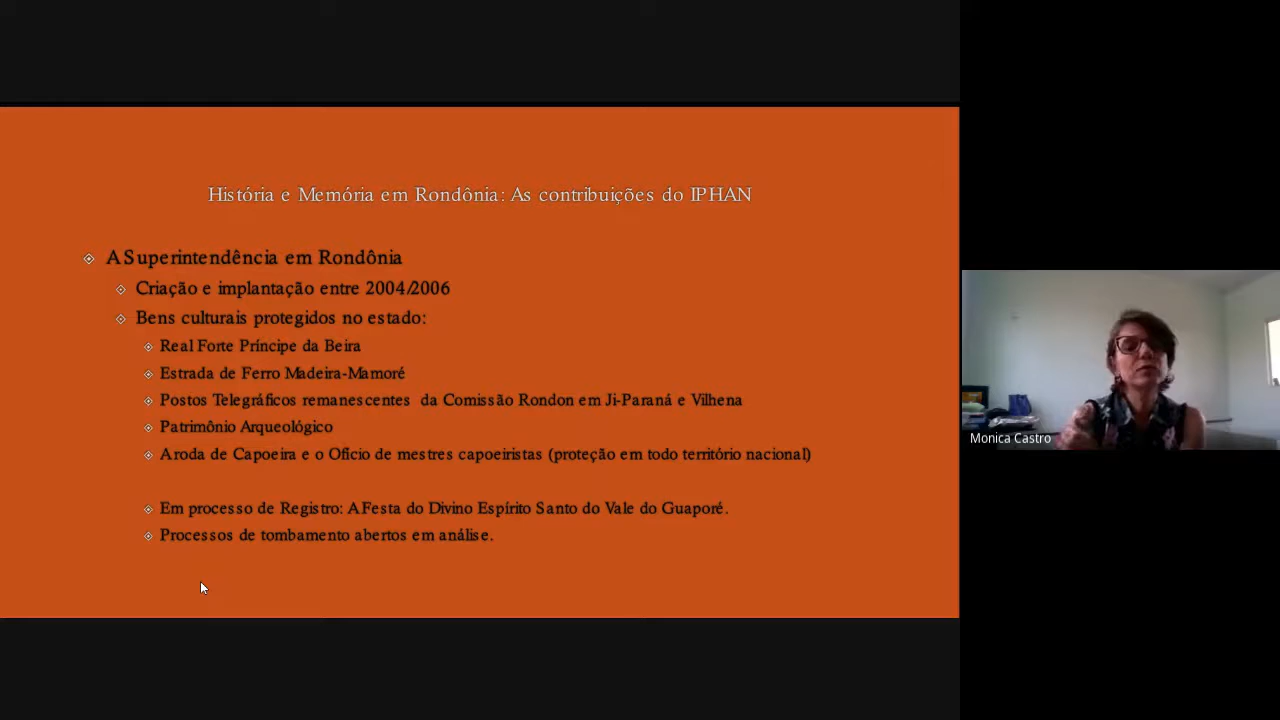 História e Memória em Rondônia: As contribuições do IPHAN
A Superintendência em Rondônia
Criação e implantação entre 2004/2006
Bens culturais protegidos no estado:
Real Forte Príncipe da Beira
Estrada de Ferro Madeira-Mamoré
Postos Telegráficos remanescentes da Comissão Rondon em Ji-Paraná e Vilhena
Patrimônio Arqueológico
A roda de Capoeira e o Ofício de mestres capoeiristas (proteção em todo território nacional)
Em processo de Registro: A Festa do Divino Espírito Santo do Vale do Guaporé.
Processos de tombamento abertos em análise.
Monica Castro